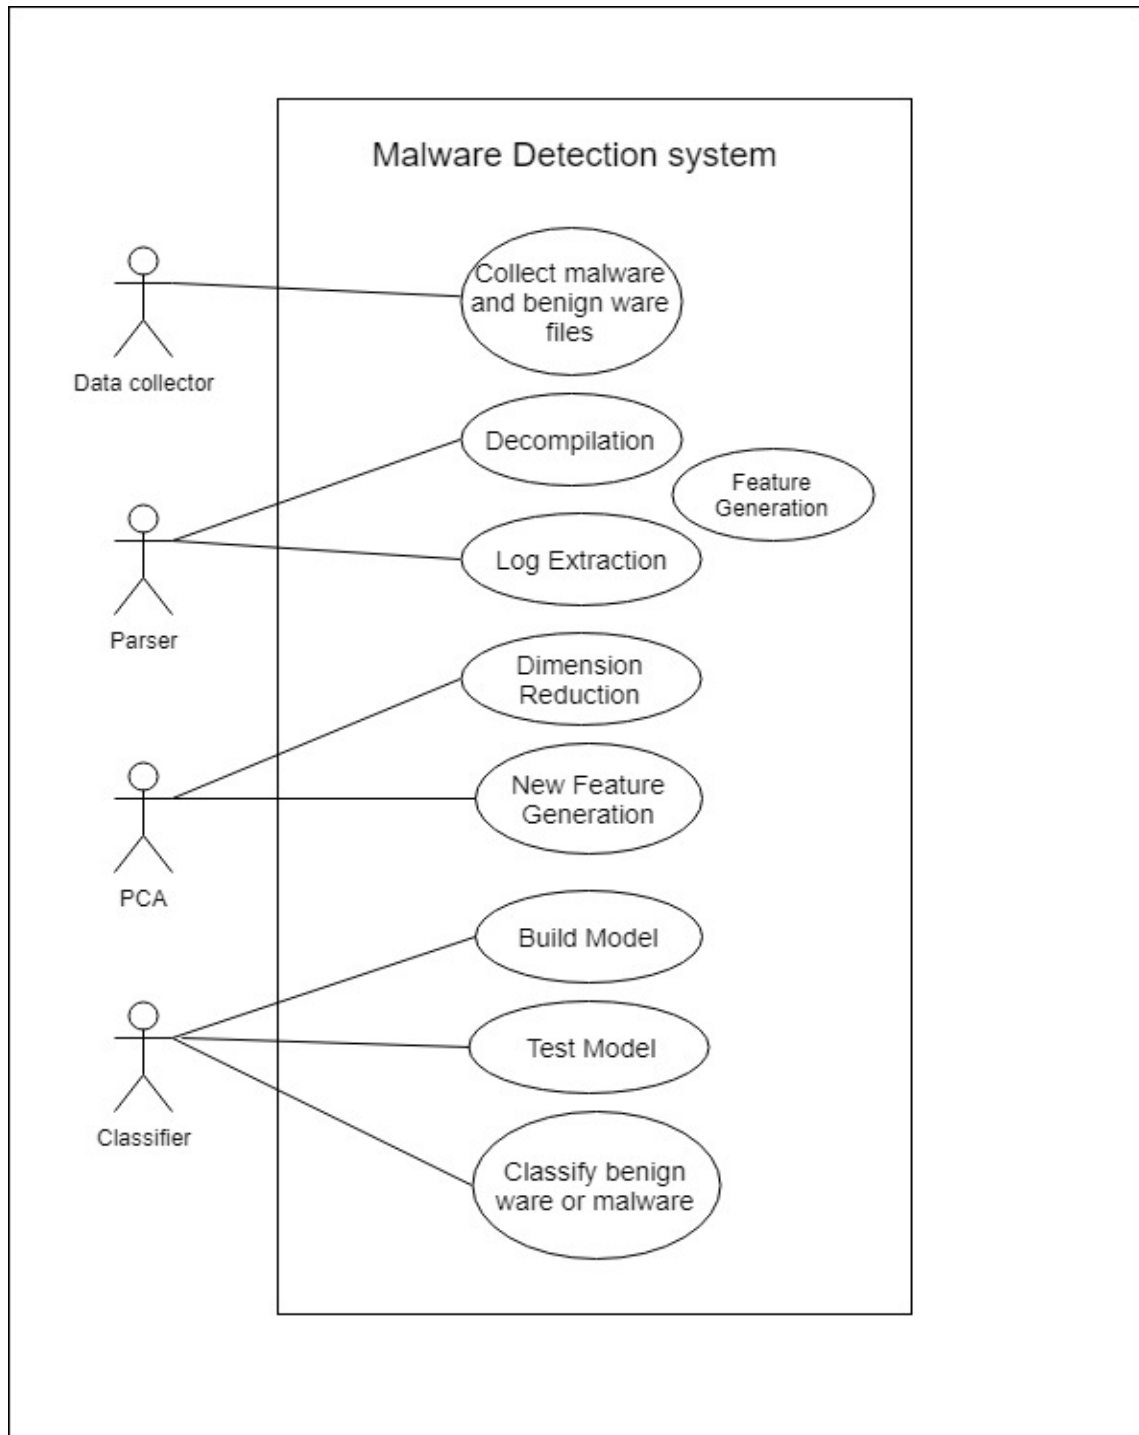 Malware Detection system
Collect malware
and benign ware
files
Data collector
Decompilation
Feature
Generation
Log Extraction
Parser
Dimension
Reduction
New Feature
Generation
PCA
Build Model
Test Model
Classifier
Classify benign
ware or malware